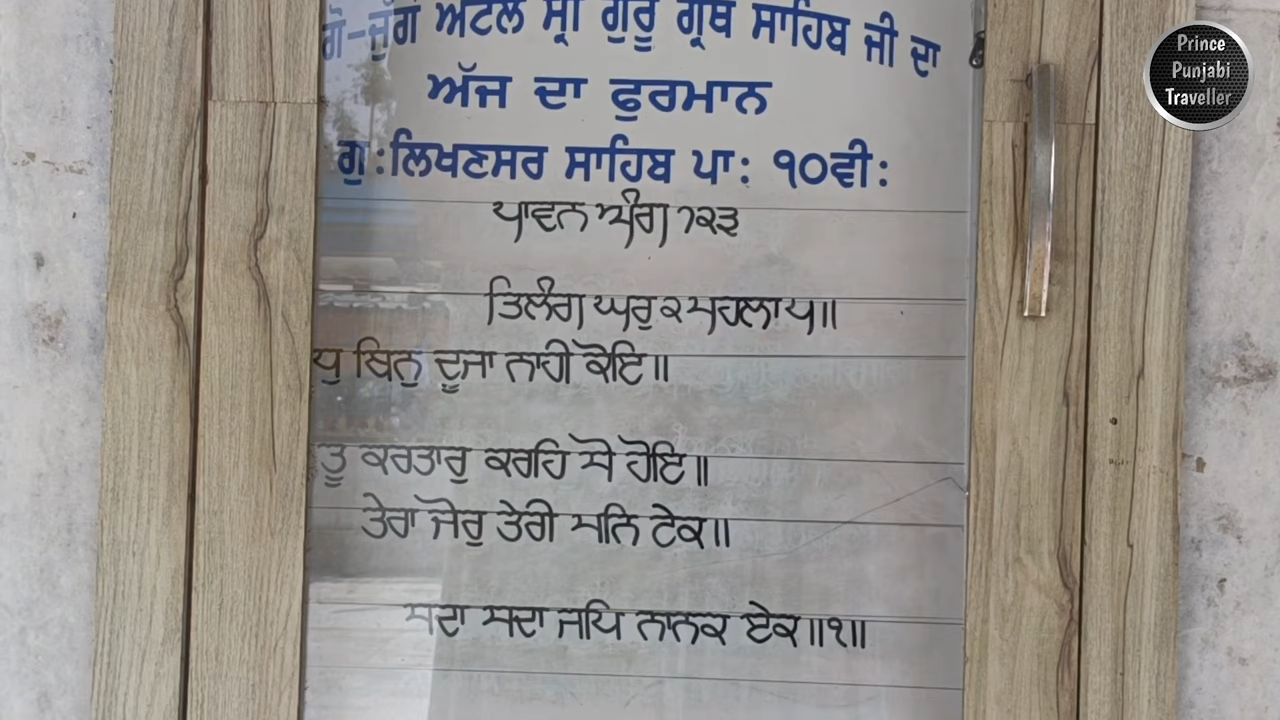 ਗੋ-ਜੁੱਗ ਅਟੱਲ ਸ੍ਰੀ ਗੁਰੂ ਗ੍ਰੰਥ ਸਾਹਿਬ ਜੀ ਦਾ
ਅੱਜ ਦਾ ਫੁਰਮਾਨ
ਗੁ:ਲਿਖਣਸਰ ਸਾਹਿਬ ਪਾ: ੧੦ਵੀ:
ਪਾਵਨ ਅੰਗ ੭੨੩
ਤਿਲੰਗ ਘਰੁ ੨ ਮਹਲਾ ੫॥
ਧੁ ਬਿਨੁ ਦੂਜਾ ਨਾਹੀ ਕੋਇ॥
ਤੂ ਕਰਤਾਰੁ ਕਰਹਿ ਸੋ ਹੋਇ॥
ਤੇਰਾ ਜੋਰੁ ਤੇਰੀ ਮਨਿ ਟੇਕ॥
ਸਦਾ ਸਦਾ ਜਪਿ ਨਾਨਕ ਏਕ॥੧॥
Prince
Punjabi
Traveller